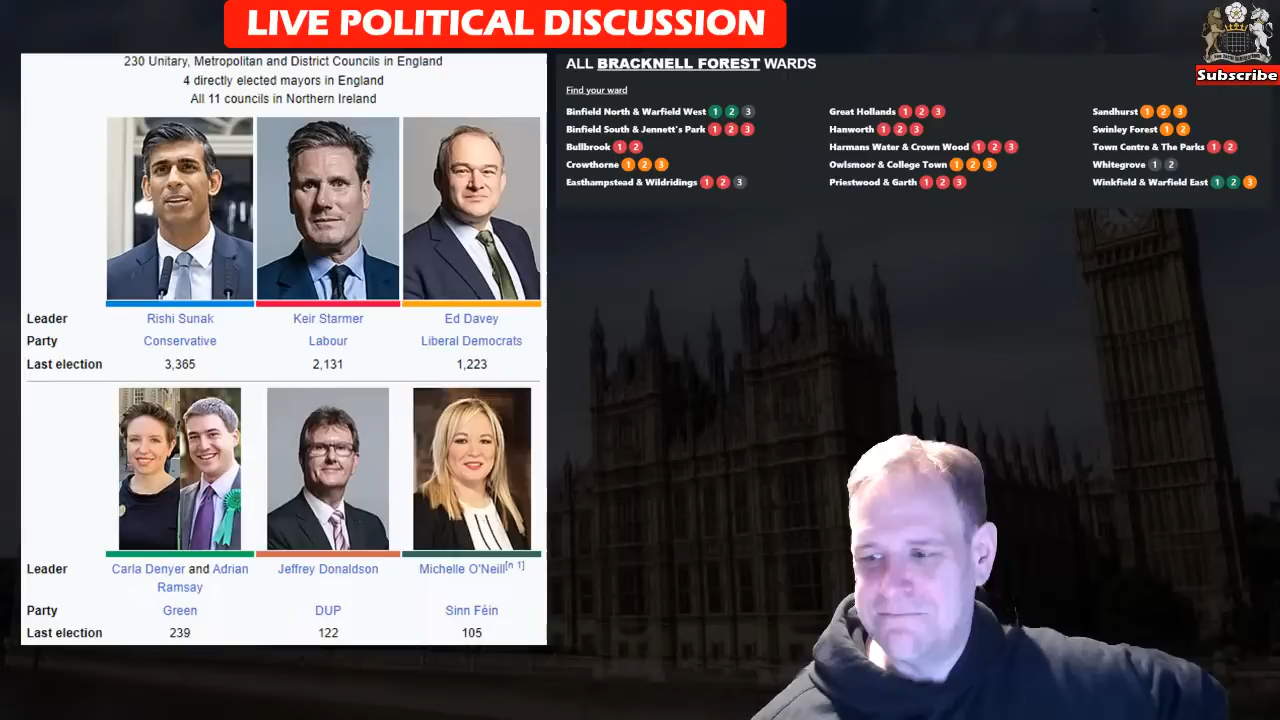 LIVE POLITICAL DISCUSSION
Subscribe
230 Unitary, Metropolitan and District Councils in England
4 directly elected mayors in England
All 11 councils in Northern Ireland
Leader Rishi Sunak Keir Starmer Ed Davey
Party Conservative Labour Liberal Democrats
Last election 3,365 2,131 1,223
Leader Carla Denyer and Adrian Ramsay Jeffrey Donaldson Michelle O'Neill[n 1]
Party Green DUP Sinn Féin
Last election 239 122 105
ALL BRACKNELL FOREST WARDS
Find your ward
Binfield North & Warfield West 1 2 3
Binfield South & Jennett's Park 1 2 3
Bullbrook 1 2
Crowthorne 1 2 3
Easthampstead & Wildridings 1 2 3
Great Hollands 1 2 3
Hanworth 1 2 3
Harmans Water & Crown Wood 1 2 3
Owlsmoor & College Town 1 2 3
Priestwood & Garth 1 2 3
Sandhurst 1 2 3
Swinley Forest 1 2
Town Centre & The Parks 1 2
Whitegrove 1 2
Winkfield & Warfield East 1 2 3